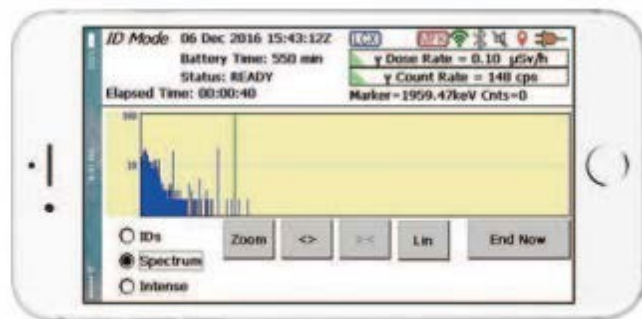 ID Mode 06 Dec 2016 15:43:12Z
LCX
Battery Time: 550 min
γ Dose Rate = 0.10 µSv/h
Status: READY
γ Count Rate = 148 cps
Elapsed Time: 00:00:40
Marker=1959.47keV Cnts=0
100
10
IDs
Spectrum
Intense
Zoom
<>
><
Lin
End Now